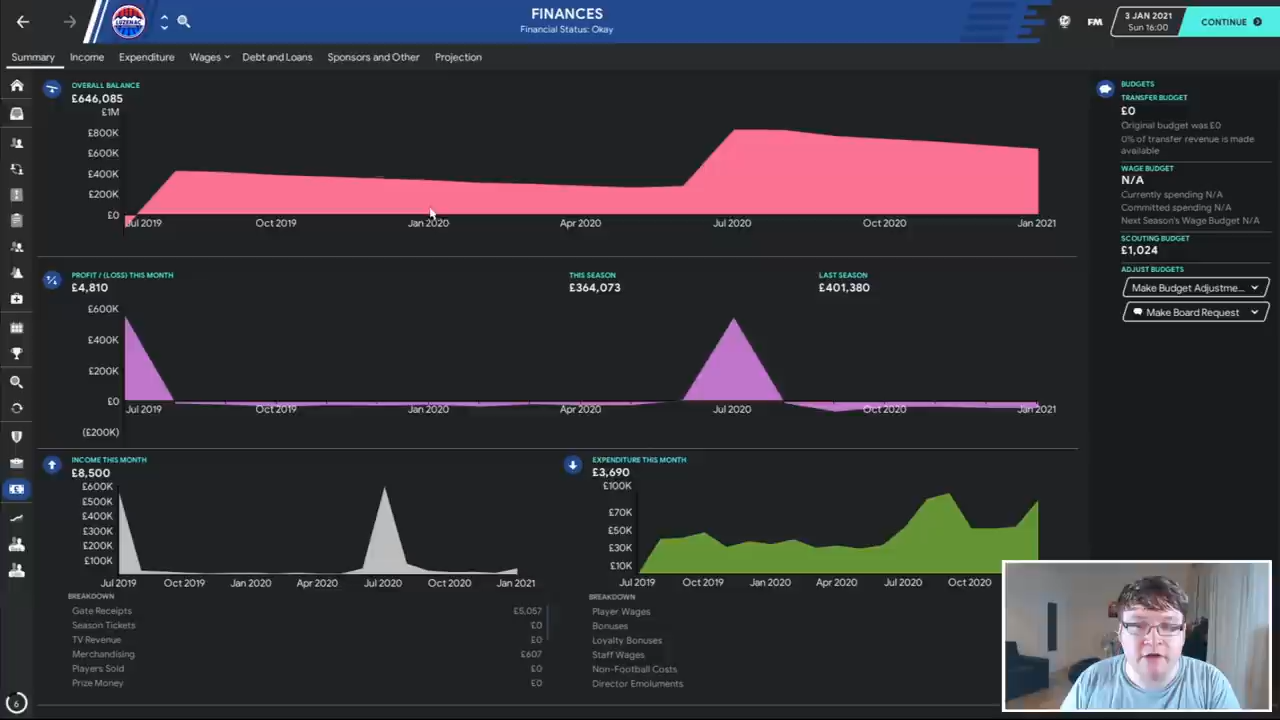 FINANCES
Financial Status: Okay
LUZENAC
FM
3 JAN 2021
Sun 16:00
CONTINUE
Summary
Income
Expenditure
Wages
Debt and Loans
Sponsors and Other
Projection
OVERALL BALANCE
£646,085
£1M
£800K
£600K
£400K
£200K
£0
Jul 2019
Oct 2019
Jan 2020
Apr 2020
Jul 2020
Oct 2020
Jan 2021
PROFIT / (LOSS) THIS MONTH
£4,810
THIS SEASON
£364,073
LAST SEASON
£401,380
£600K
£400K
£200K
£0
(£200K)
Jul 2019
Oct 2019
Jan 2020
Apr 2020
Jul 2020
Oct 2020
Jan 2021
INCOME THIS MONTH
£8,500
£600K
£500K
£400K
£300K
£200K
£100K
Jul 2019
Oct 2019
Jan 2020
Apr 2020
Jul 2020
Oct 2020
Jan 2021
BREAKDOWN
Gate Receipts £5,057
Season Tickets £0
TV Revenue £0
Merchandising £607
Players Sold £0
Prize Money £0
EXPENDITURE THIS MONTH
£3,690
£100K
£70K
£50K
£30K
£10K
Jul 2019
Oct 2019
Jan 2020
Apr 2020
Jul 2020
Oct 2020
BREAKDOWN
Player Wages
Bonuses
Loyalty Bonuses
Staff Wages
Non-Football Costs
Director Emoluments
BUDGETS
TRANSFER BUDGET
£0
Original budget was £0
0% of transfer revenue is made
available
WAGE BUDGET
N/A
Currently spending N/A
Committed spending N/A
Next Season's Wage Budget N/A
SCOUTING BUDGET
£1,024
ADJUST BUDGETS
Make Budget Adjustme...
Make Board Request
6